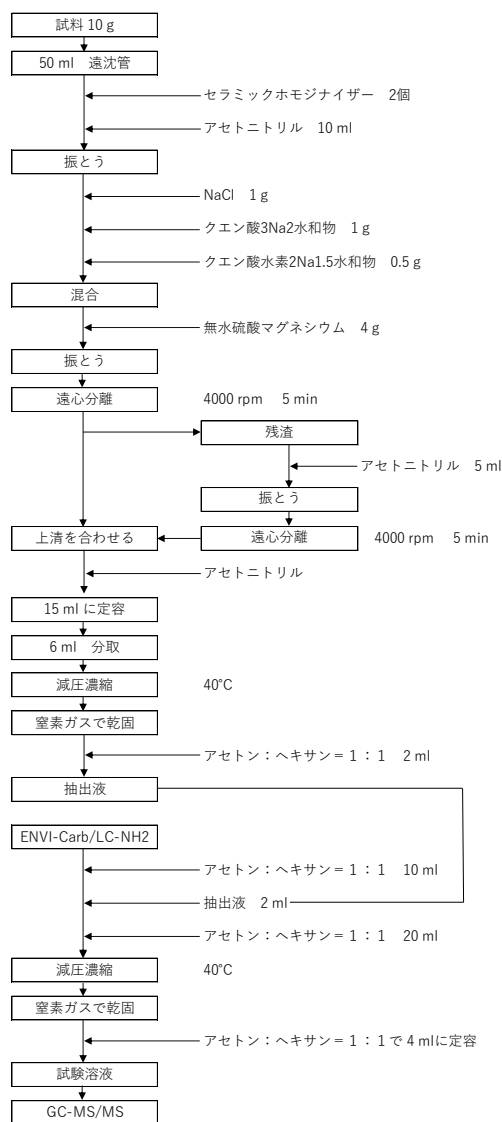 試料 10 g
50 ml　遠沈管
セラミックホモジナイザー　2個
アセトニトリル　10 ml
振とう
NaCl　1 g
クエン酸3Na2水和物　1 g
クエン酸水素2Na1.5水和物　0.5 g
混合
無水硫酸マグネシウム　4 g
振とう
遠心分離　4000 rpm　5 min
残渣
アセトニトリル　5 ml
振とう
上清を合わせる
遠心分離　4000 rpm　5 min
アセトニトリル
15 ml に定容
6 ml　分取
減圧濃縮　40℃
窒素ガスで乾固
アセトン：ヘキサン＝１：１　2 ml
抽出液
ENVI-Carb/LC-NH2
アセトン：ヘキサン＝１：１　10 ml
抽出液　2 ml
アセトン：ヘキサン＝１：１　20 ml
減圧濃縮　40℃
窒素ガスで乾固
アセトン：ヘキサン＝１：１で 4 mlに定容
試験溶液
GC-MS/MS